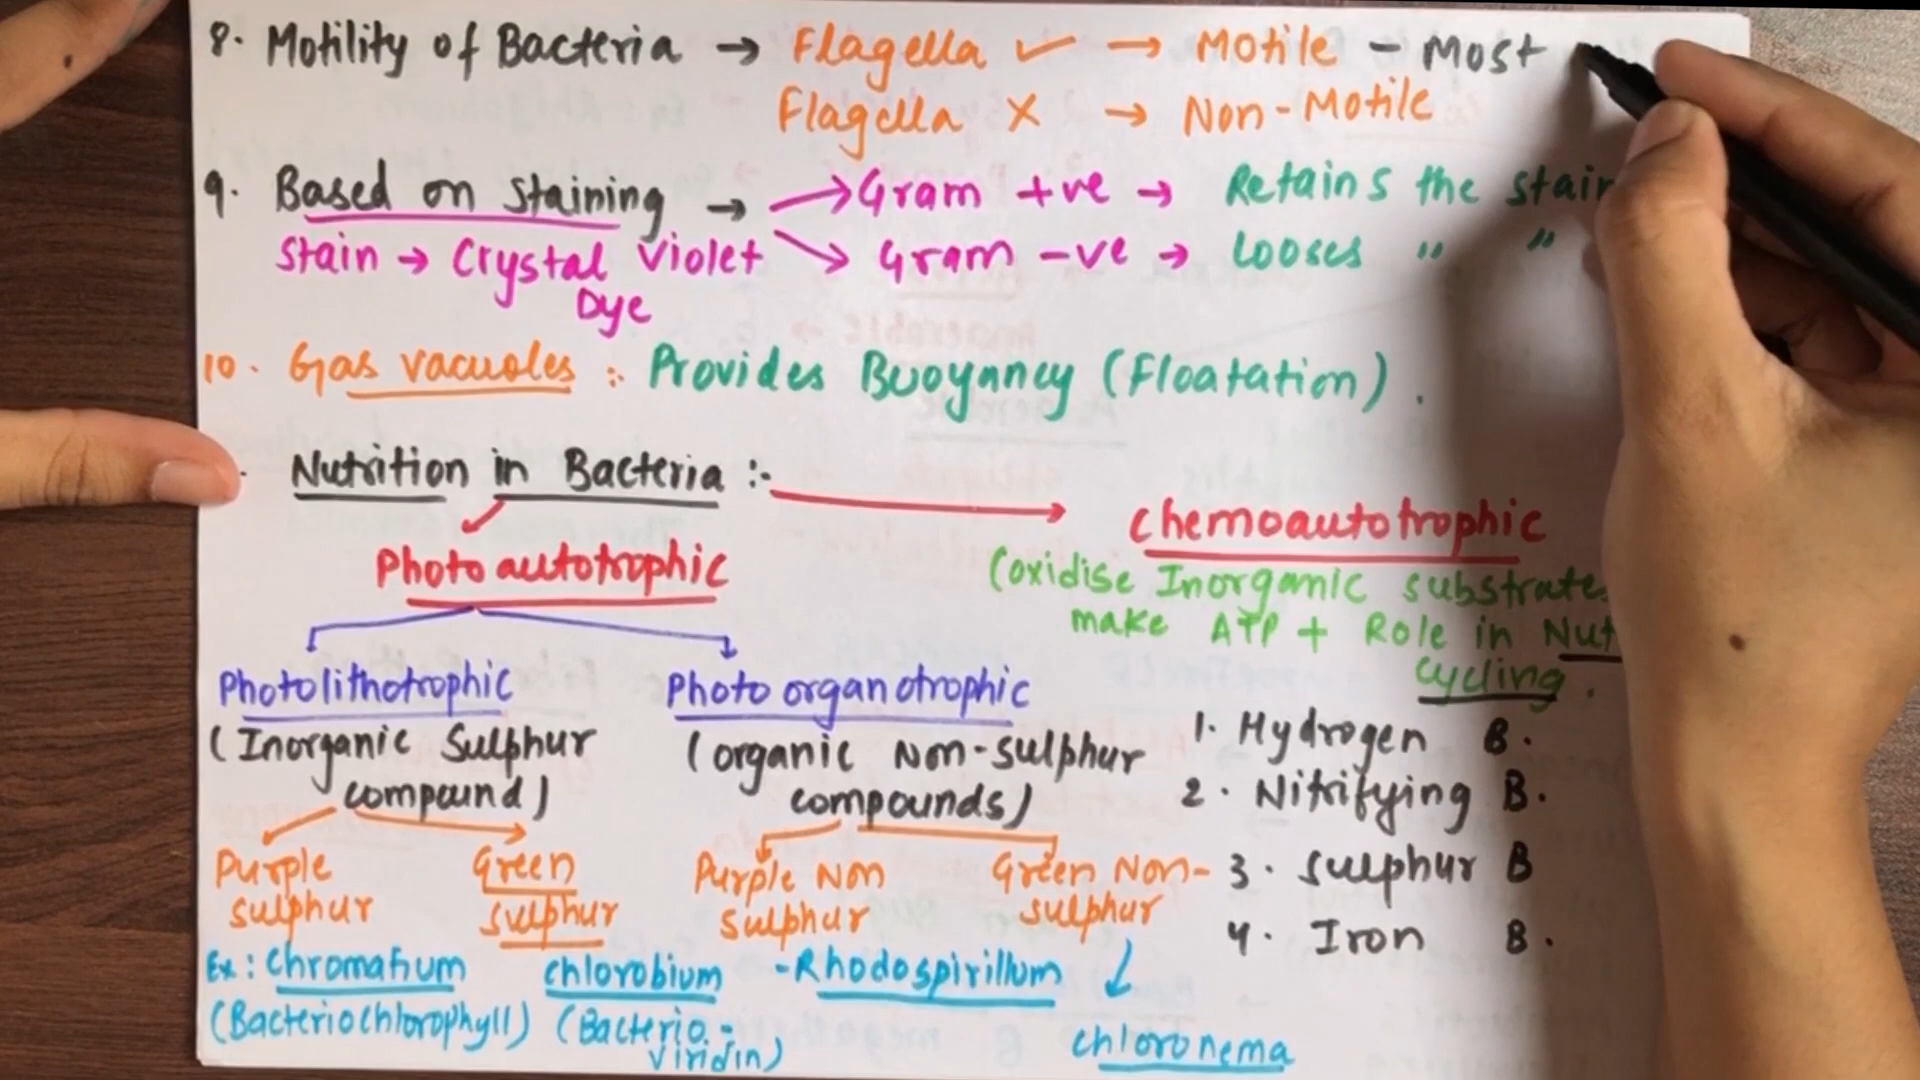 8. Motility of Bacteria → Flagella ✓ → Motile - Most
Flagella X → Non-Motile
9. Based on staining → Gram +ve → Retains the stain
Stain → Crystal Violet → Gram -ve → Looses " "
Dye
10. Gas vacuoles : Provides Buoyancy (Floatation).
Nutrition in Bacteria :-
Chemoautotrophic
Photoautotrophic
(oxidise Inorganic substrate
make ATP + Role in Nut
cycling.
Photolithotrophic
Photo organotrophic
(Inorganic Sulphur
compound)
(organic Non-sulphur
compounds)
1. Hydrogen B.
2. Nitrifying B.
3. Sulphur B
4. Iron B.
Purple
sulphur
Green
sulphur
Purple Non
sulphur
Green Non-
sulphur
Ex: Chromatium
(Bacteriochlorophyll)
chlorobium
(Bacterio-
viridin)
-Rhodospirillum
chloronema